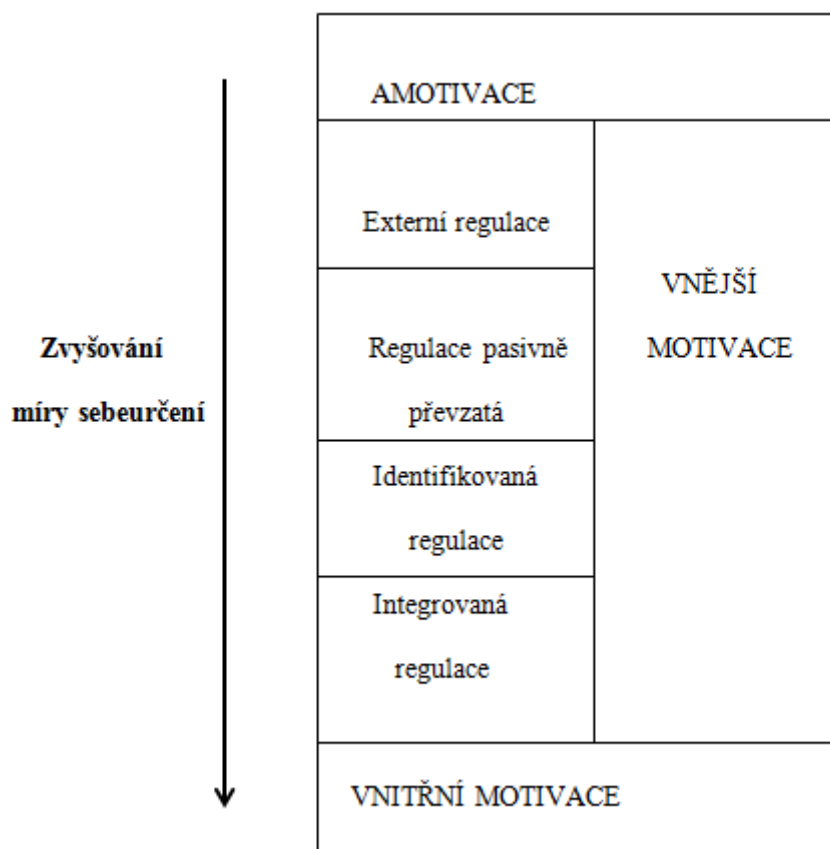 AMOTIVACE
Externí regulace
VNĚJŠÍ
MOTIVACE
Zvyšování
míry sebeurčení
Regulace pasivně
převzatá
Identifikovaná
regulace
Integrovaná
regulace
VNITŘNÍ MOTIVACE